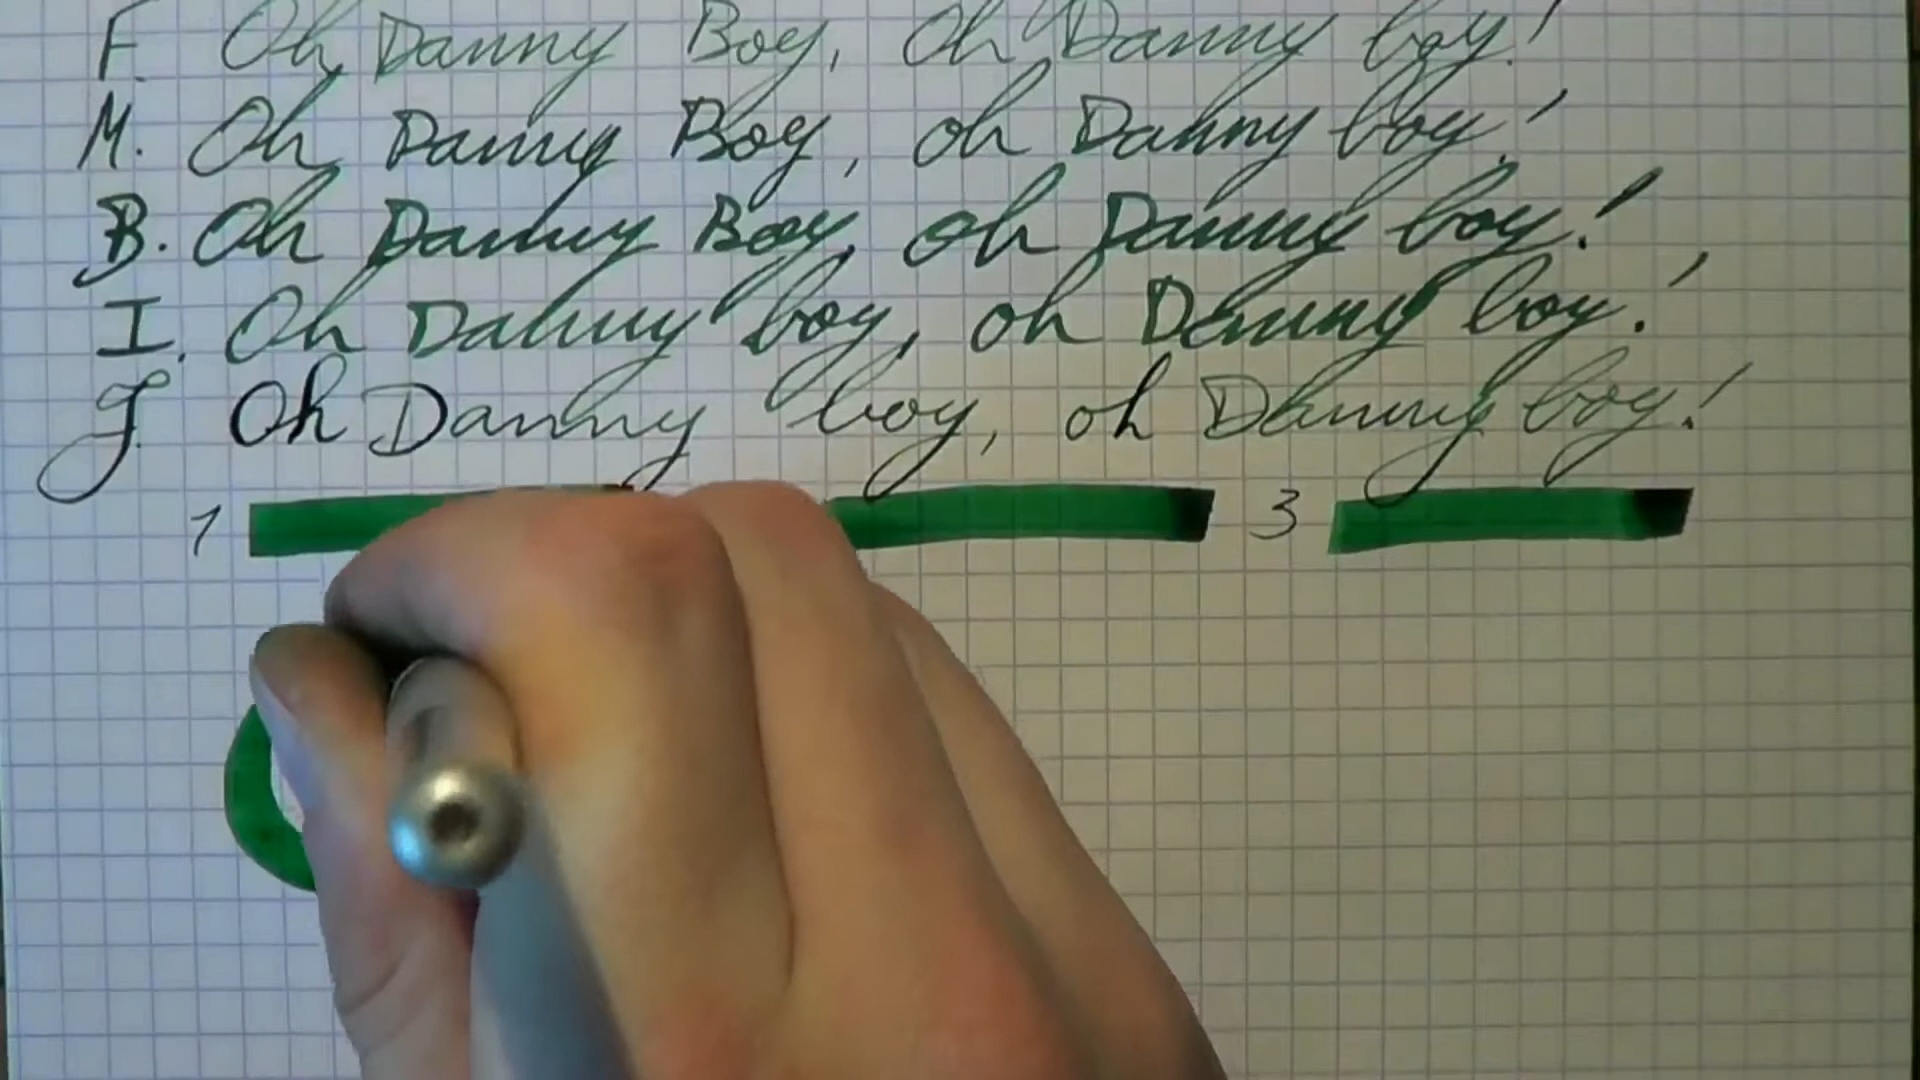 F. Oh Danny Boy, Oh Danny boy!
M. Oh Danny Boy, oh Danny boy!
B. Oh Danny Boy, oh Danny boy!
I. Oh Danny boy, oh Danny boy!
J. Oh Danny boy, oh Danny boy!
1 3